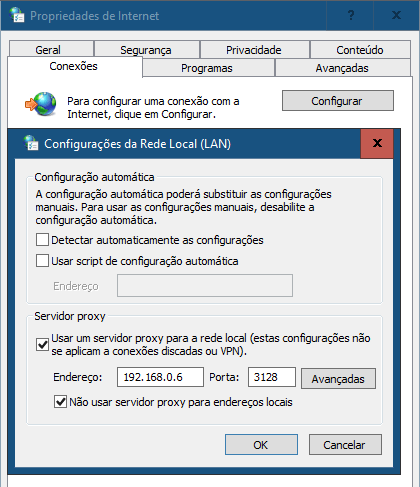 Propriedades de Internet
Geral Segurança Privacidade Conteúdo
Conexões Programas Avançadas
Para configurar uma conexão com a
Internet, clique em Configurar.
Configurar
Configurações da Rede Local (LAN)
Configuração automática
A configuração automática poderá substituir as configurações
manuais. Para usar as configurações manuais, desabilite a
configuração automática.
Detectar automaticamente as configurações
Usar script de configuração automática
Endereço
Servidor proxy
Usar um servidor proxy para a rede local (estas configurações não
se aplicam a conexões discadas ou VPN).
Endereço: 192.168.0.6 Porta: 3128 Avançadas
Não usar servidor proxy para endereços locais
OK Cancelar